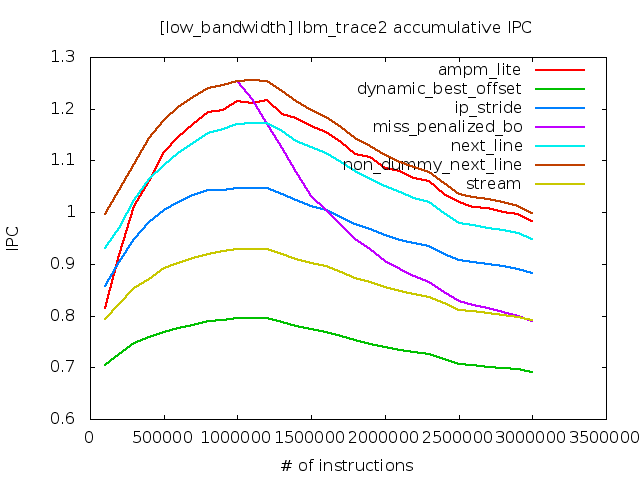 [low_bandwidth] lbm_trace2 accumulative IPC
1.3
1.2
1.1
1
0.9
0.8
0.7
0.6
IPC
ampm_lite
dynamic_best_offset
ip_stride
miss_penalized_bo
next_line
non_dummy_next_line
stream
0 500000 1000000 1500000 2000000 2500000 3000000 3500000
# of instructions